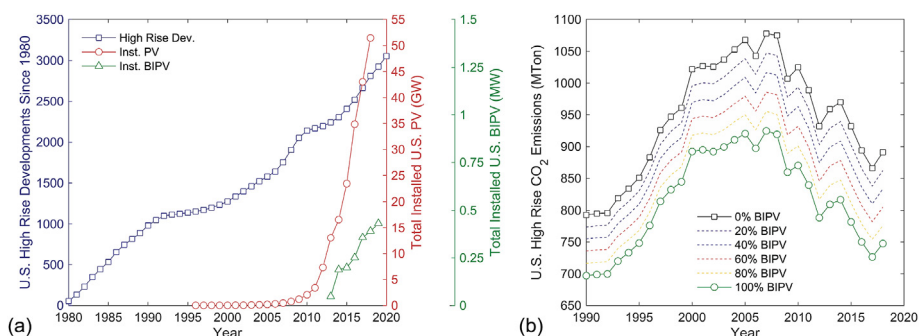 (a)
U.S. High Rise Developments Since 1980
3500
3000
2500
2000
1500
1000
500
0
1980 1985 1990 1995 2000 2005 2010 2015 2020
Year
High Rise Dev.
Inst. PV
Inst. BIPV
55
50
45
40
35
30
25
20
15
10
5
0
Total Installed U.S. PV (GW)
1.5
1.25
1
0.75
0.5
0.25
0
Total Installed U.S. BIPV (MW)
(b)
U.S. High Rise CO2 Emissions (MTon)
1100
1050
1000
950
900
850
800
750
700
650
1990 1995 2000 2005 2010 2015 2020
Year
0% BIPV
20% BIPV
40% BIPV
60% BIPV
80% BIPV
100% BIPV